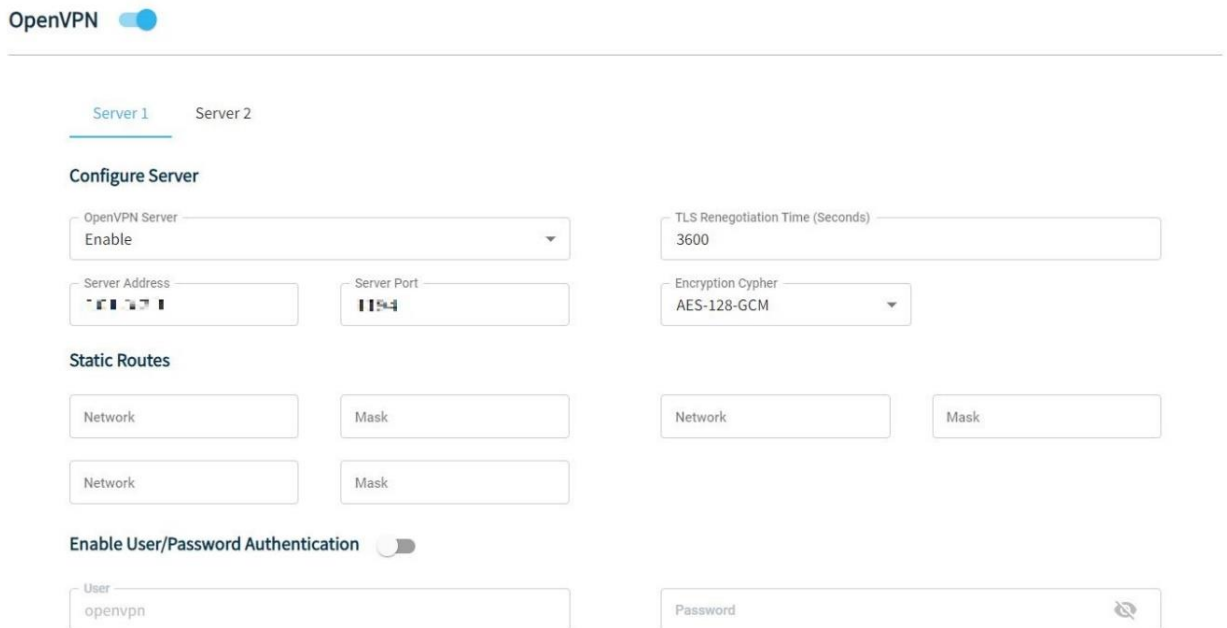 OpenVPN
Server 1 Server 2
Configure Server
OpenVPN Server TLS Renegotiation Time (Seconds)
Enable 3600
Server Address Server Port Encryption Cypher
AES-128-GCM
Static Routes
Network Mask Network Mask
Network Mask
Enable User/Password Authentication
User
openvpn Password